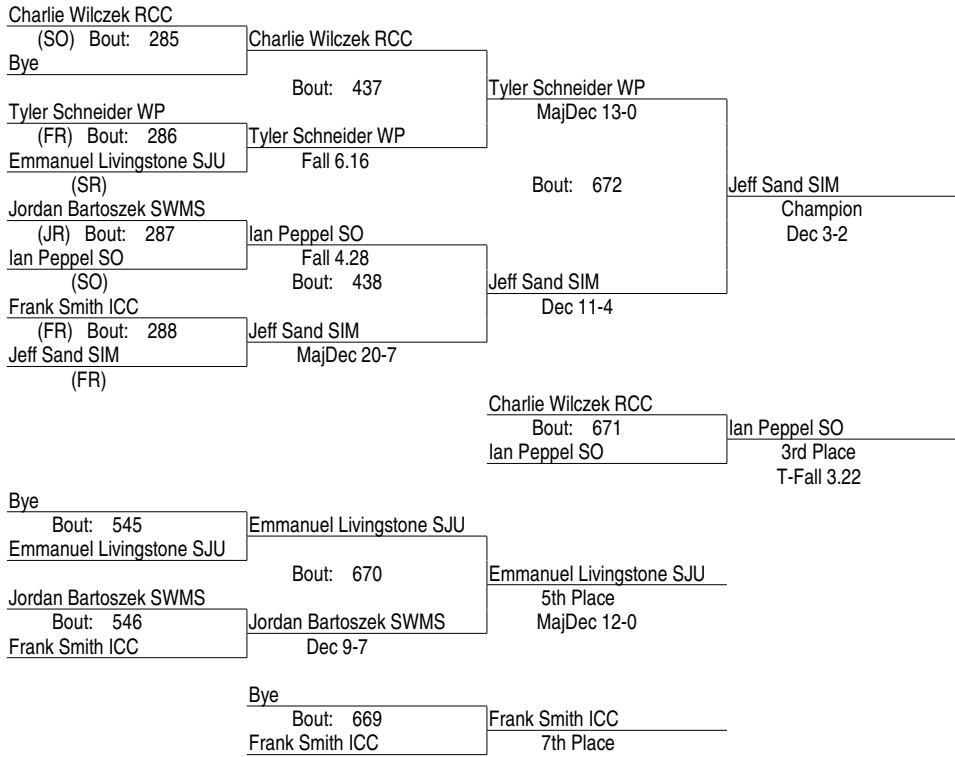 Charlie Wilczek RCC
(SO) Bout: 285
Charlie Wilczek RCC
Bye
Bout: 437
Tyler Schneider WP
Tyler Schneider WP
MajDec 13-0
(FR) Bout: 286
Tyler Schneider WP
Emmanuel Livingstone SJU
Fall 6.16
(SR)
Bout: 672
Jeff Sand SIM
Jordan Bartoszek SWMS
Champion
(JR) Bout: 287
Ian Peppel SO
Dec 3-2
Ian Peppel SO
Fall 4.28
(SO)
Bout: 438
Jeff Sand SIM
Frank Smith ICC
Dec 11-4
(FR) Bout: 288
Jeff Sand SIM
Jeff Sand SIM
MajDec 20-7
(FR)
Charlie Wilczek RCC
Bout: 671
Ian Peppel SO
Ian Peppel SO
3rd Place
T-Fall 3.22
Bye
Bout: 545
Emmanuel Livingstone SJU
Emmanuel Livingstone SJU
Bout: 670
Emmanuel Livingstone SJU
Jordan Bartoszek SWMS
5th Place
Bout: 546
Jordan Bartoszek SWMS
MajDec 12-0
Frank Smith ICC
Dec 9-7
Bye
Bout: 669
Frank Smith ICC
Frank Smith ICC
7th Place